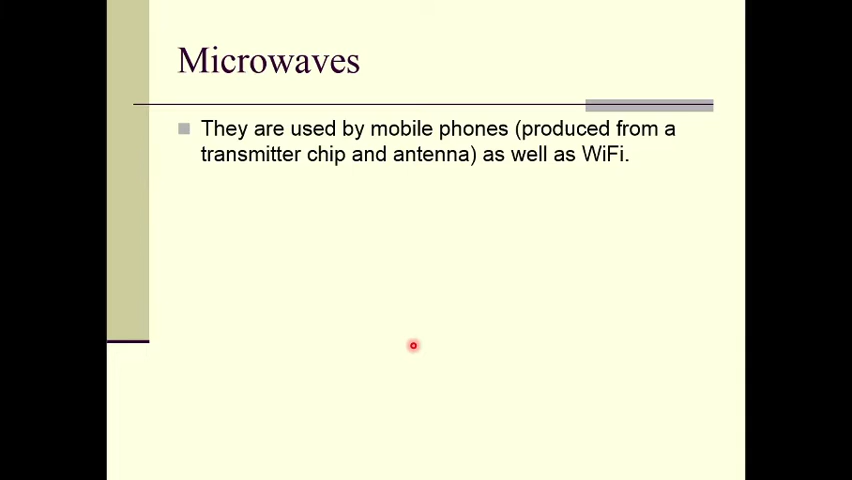 Microwaves
They are used by mobile phones (produced from a
transmitter chip and antenna) as well as WiFi.